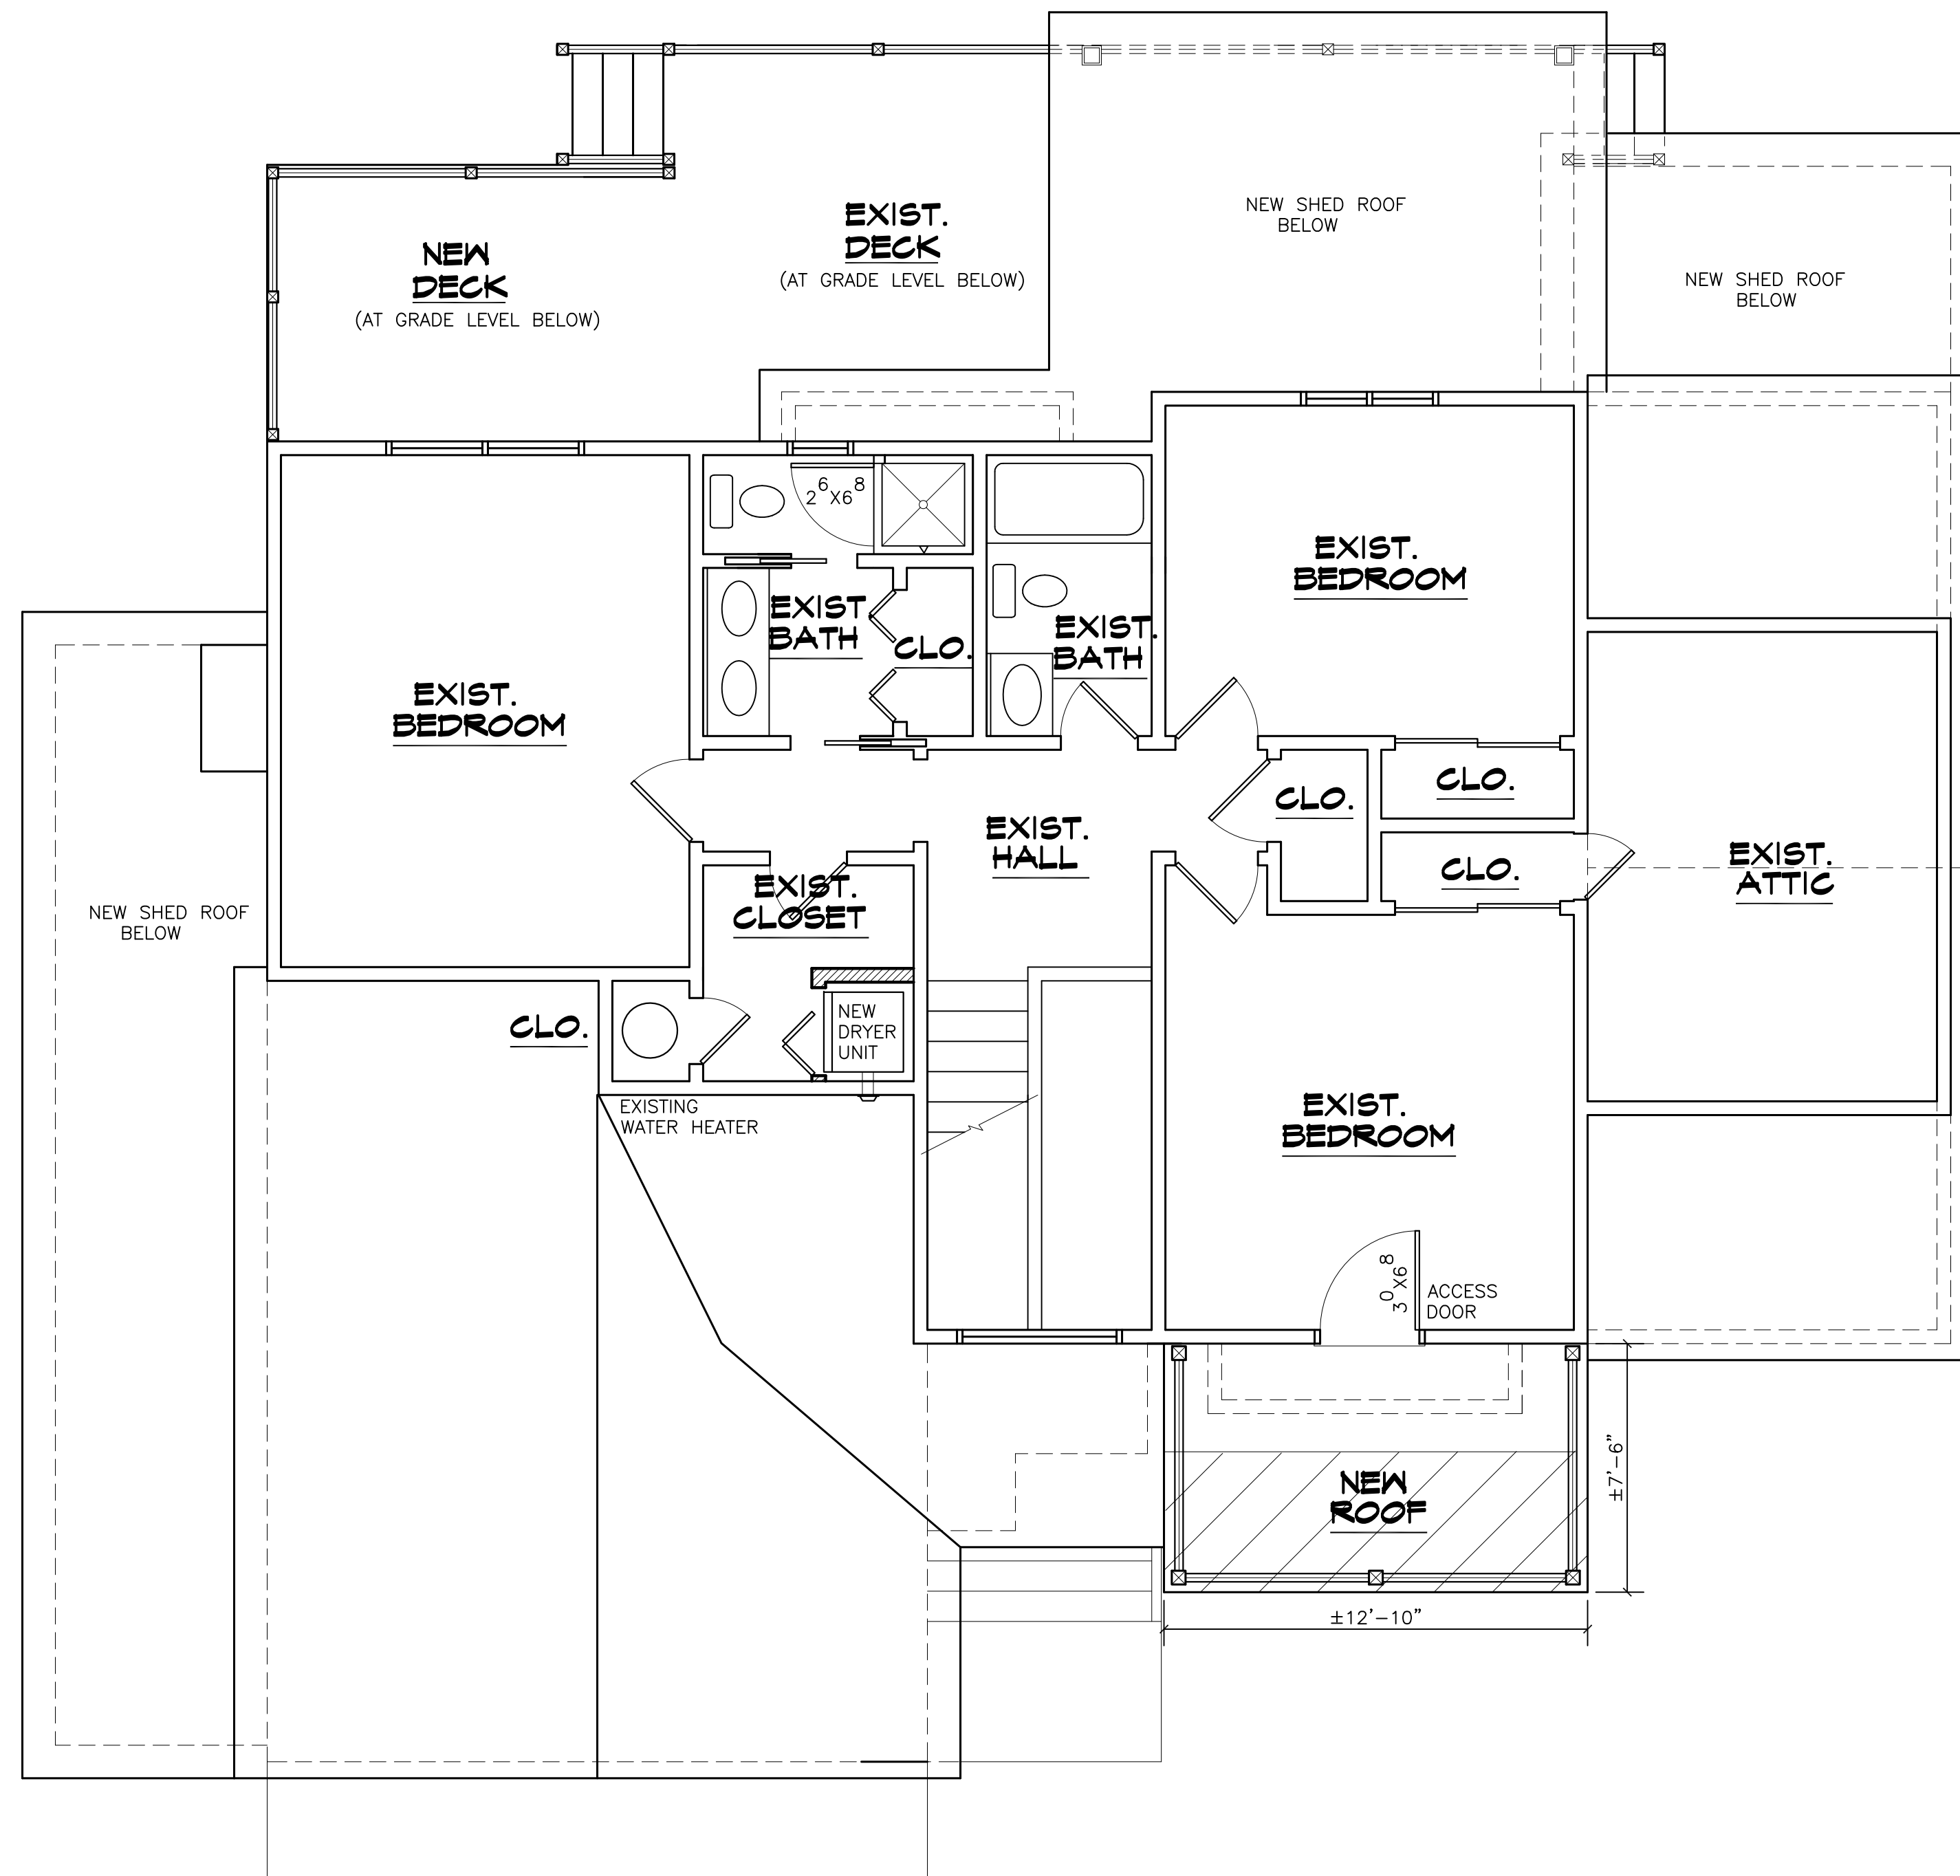 NEW SHED ROOF
BELOW
EXIST.
DECK
(AT GRADE LEVEL BELOW)
NEW
DECK
(AT GRADE LEVEL BELOW)
NEW SHED ROOF
BELOW
2 6 X6 8
EXIST.
BEDROOM
EXIST
BATH
CLO.
EXIST.
BATH
EXIST.
BEDROOM
CLO.
CLO.
EXIST.
HALL
CLO.
EXIST.
ATTIC
EXIST.
CLOSET
NEW SHED ROOF
BELOW
CLO.
NEW
DRYER
UNIT
EXISTING
WATER HEATER
EXIST.
BEDROOM
3 0 X6 8
ACCESS
DOOR
NEW
ROOF
±7'-6"
±12'-10"